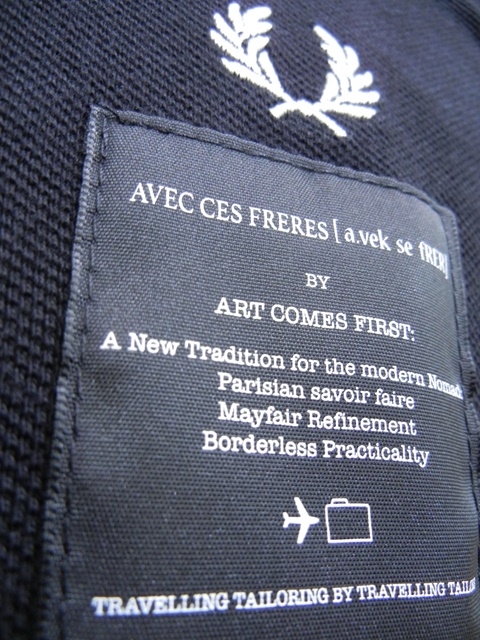 AVEC CES FRERES [ a.vek se fRER]
BY
ART COMES FIRST:
A New Tradition for the modern Nomad
Parisian savoir faire
Mayfair Refinement
Borderless Practicality
TRAVELLING TAILORING BY TRAVELLING